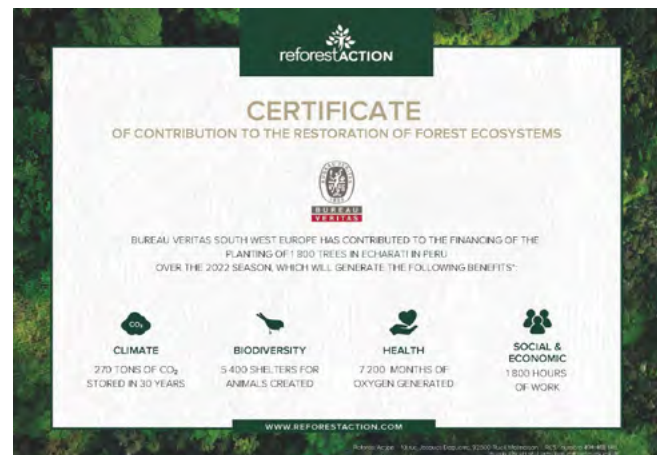 reforestACTION
CERTIFICATE
OF CONTRIBUTION TO THE RESTORATION OF FOREST ECOSYSTEMS
BUREAU
VERITAS
BUREAU VERITAS SOUTH WEST EUROPE HAS CONTRIBUTED TO THE FINANCING OF THE
PLANTING OF 1 800 TREES IN ECHARATI IN PERU
OVER THE 2022 SEASON, WHICH WILL GENERATE THE FOLLOWING BENEFITS*:
CO₂
CLIMATE
270 TONS OF CO₂
STORED IN 30 YEARS
BIODIVERSITY
5 400 SHELTERS FOR
ANIMALS CREATED
HEALTH
7 200 MONTHS OF
OXYGEN GENERATED
SOCIAL &
ECONOMIC
1 800 HOURS
OF WORK
WWW.REFORESTACTION.COM